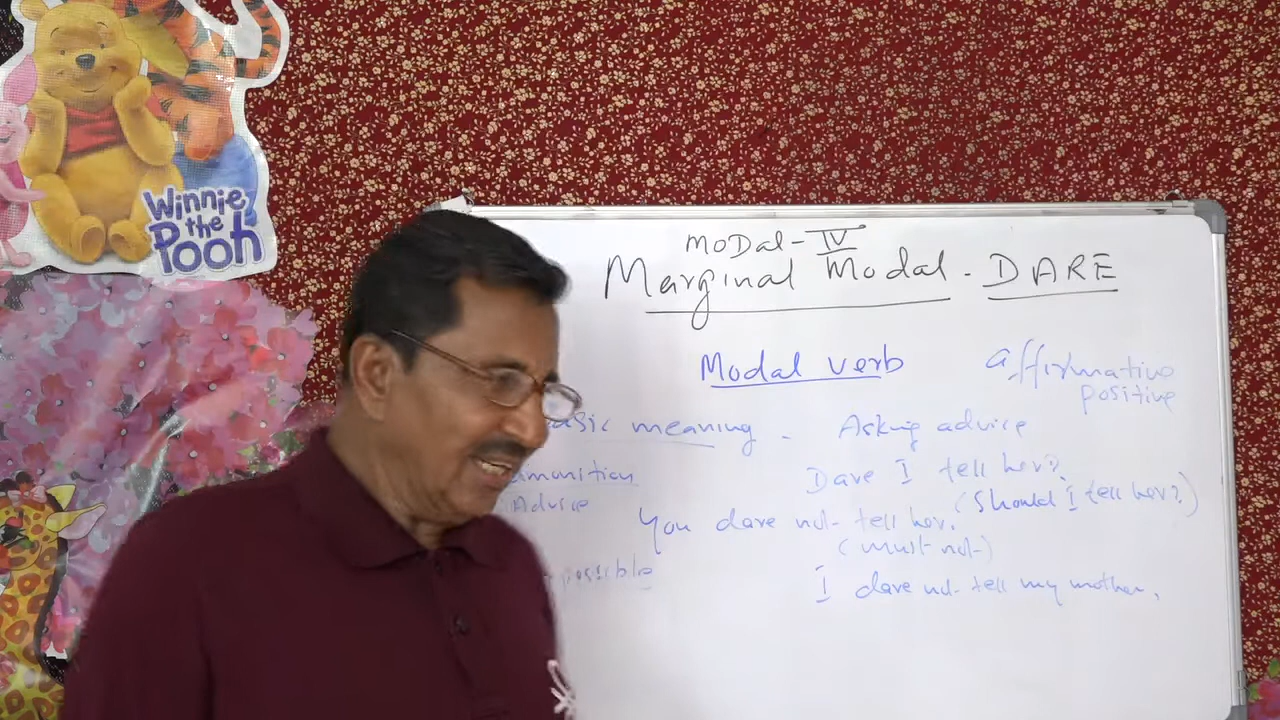 Winnie
the
Pooh
MoDal - IV
Marginal Modal - DARE
Modal verb
affirmative
positive
meaning - Asking advice
Dare I tell her?
Advice
(Should I tell her?)
You dare not tell her.
(must not)
I dare not tell my mother.